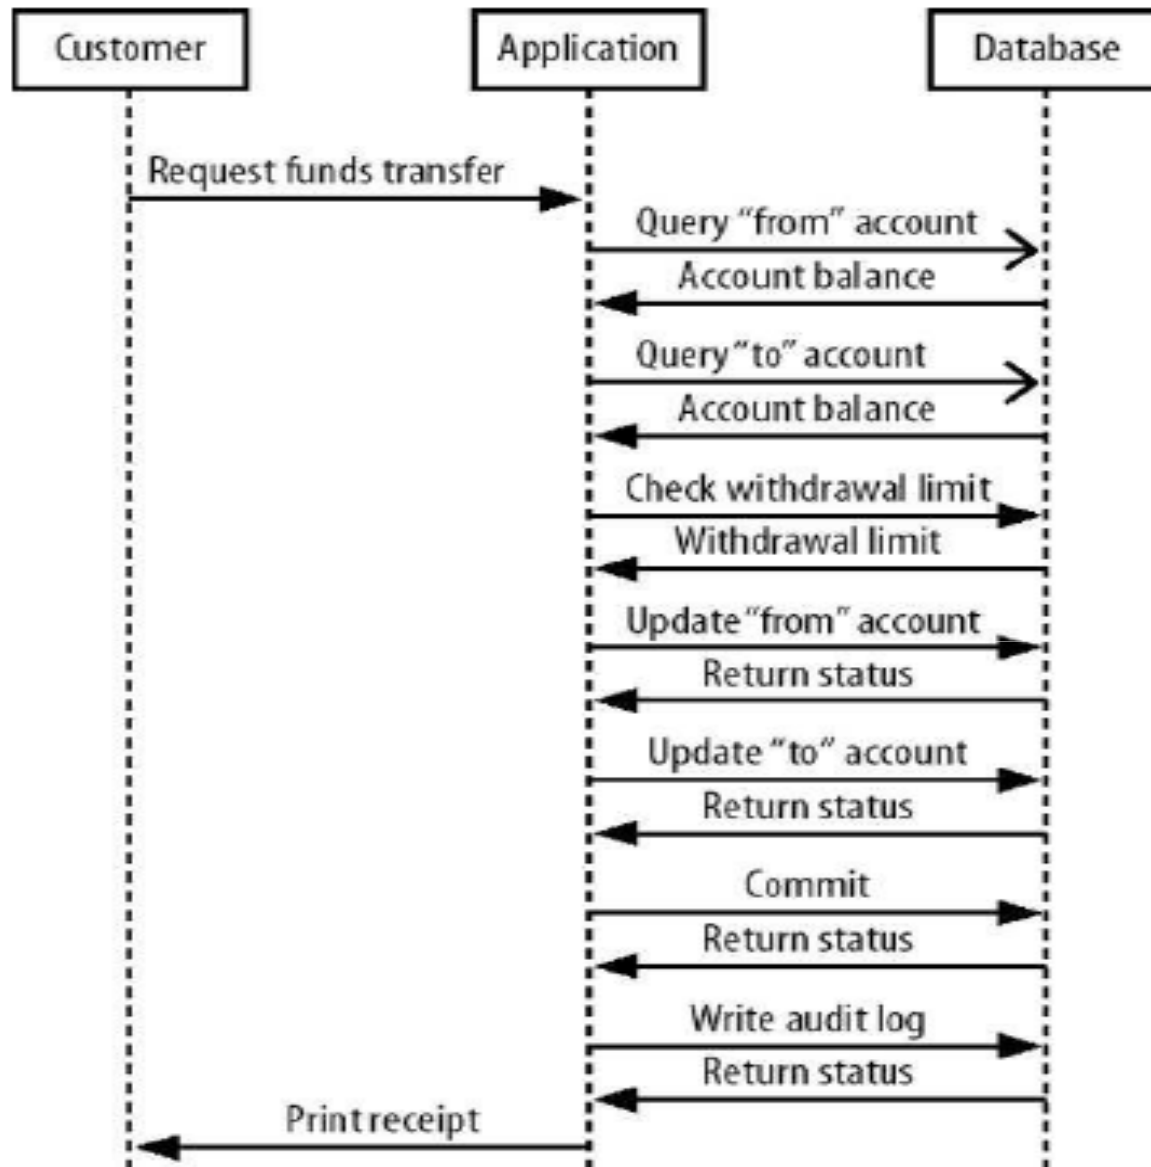 Customer
Application
Database
Request funds transfer
Query “from” account
Account balance
Query “to” account
Account balance
Check withdrawal limit
Withdrawal limit
Update “from” account
Return status
Update “to” account
Return status
Commit
Return status
Write audit log
Return status
Print receipt